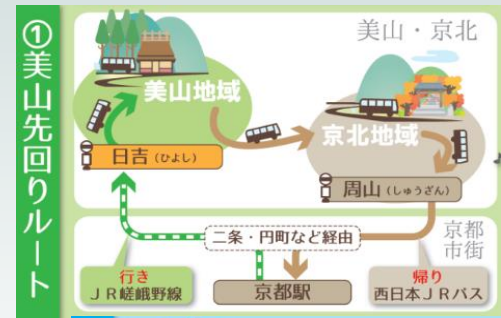 ①美山先回りルート
美山・京北
美山地域
京北地域
日吉(ひよし)
周山(しゅうざん)
京都
市街
二条・円町など経由
行き
JR嵯峨野線
京都駅
帰り
西日本JRバス